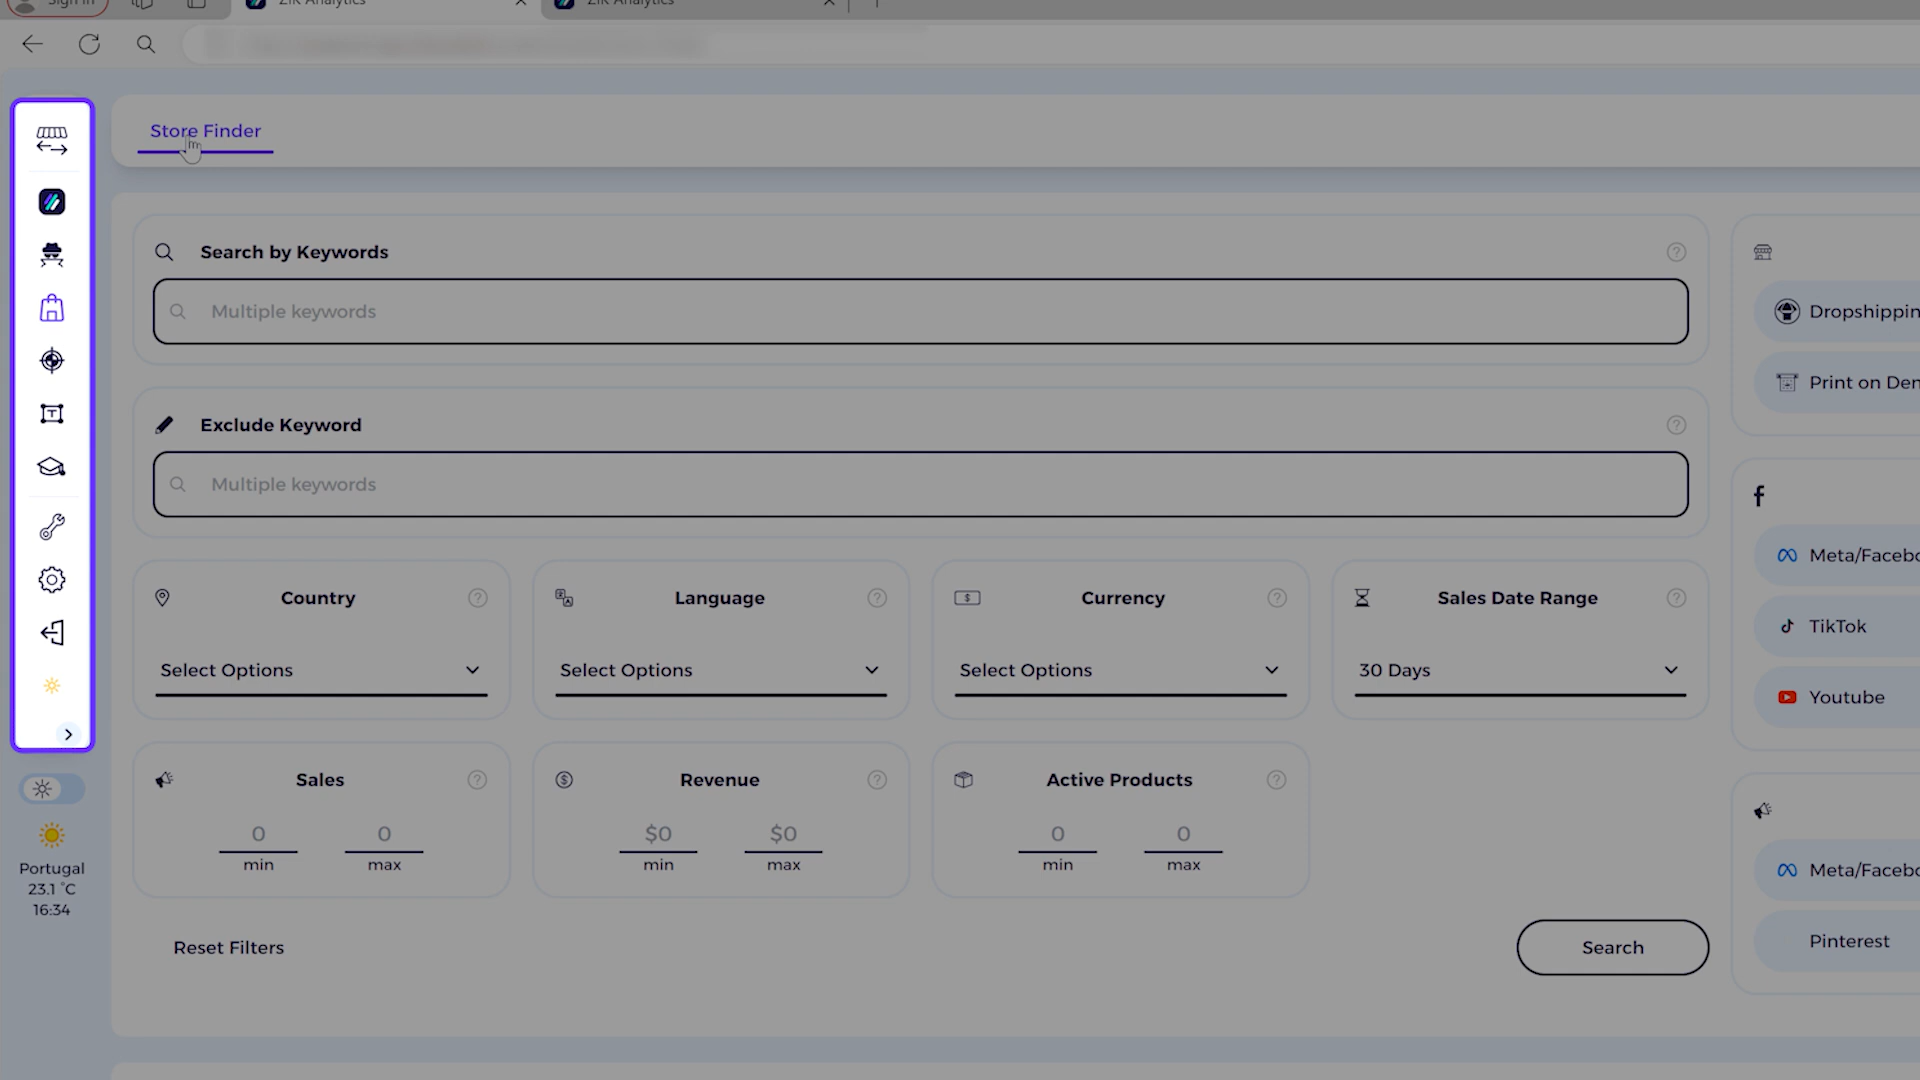 Sign in
ZIK Analytics
ZIK Analytics
Store Finder
Search by Keywords
Multiple keywords
Exclude Keyword
Multiple keywords
Country
Select Options
Language
Select Options
Currency
Select Options
Sales Date Range
30 Days
Sales
0 0
min max
Revenue
$0 $0
min max
Active Products
0 0
min max
Reset Filters
Search
Dropshippin
Print on Den
Meta/Facebo
TikTok
Youtube
Meta/Facebo
Pinterest
Portugal
23.1 °C
16:34